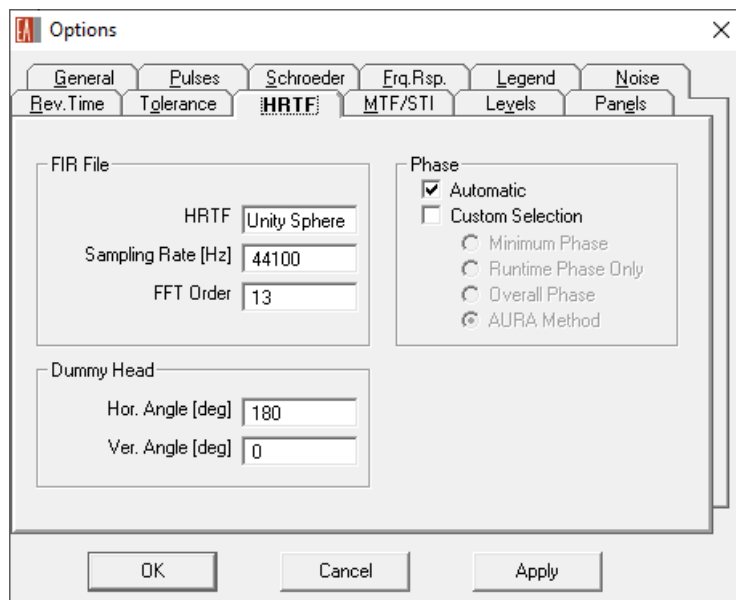 EA Options
General Pulses Schroeder Frq.Rsp. Legend Noise
Rev.Time Tolerance HRTF MTF/STI Levels Panels
FIR File
HRTF Unity Sphere
Sampling Rate [Hz] 44100
FFT Order 13
Phase
Automatic
Custom Selection
Minimum Phase
Runtime Phase Only
Overall Phase
AURA Method
Dummy Head
Hor. Angle [deg] 180
Ver. Angle [deg] 0
OK Cancel Apply